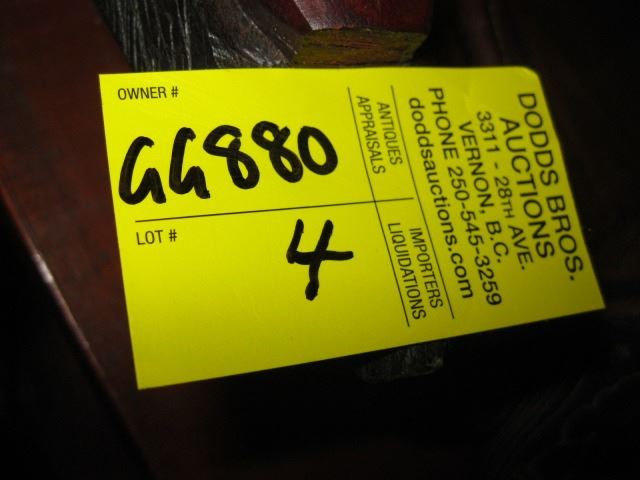 OWNER #
GG880
LOT #
4
ANTIQUES
APPRAISALS
IMPORTERS
LIQUIDATIONS
DODDS BROS.
AUCTIONS
3311 - 28TH AVE.
VERNON, B.C.
PHONE 250-545-3259
doddsauctions.com